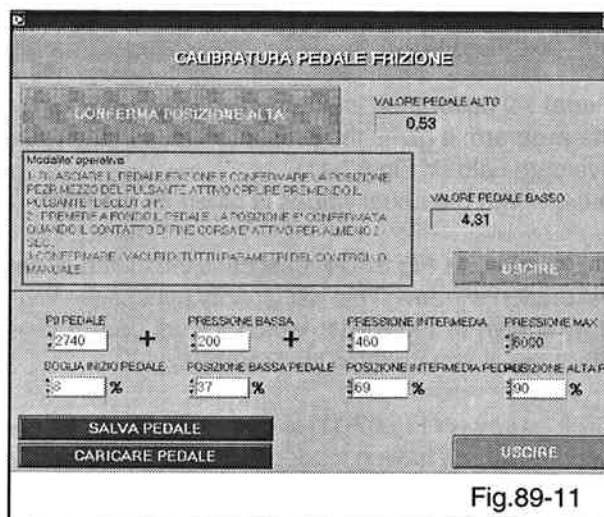 CALIBRATURA PEDALE FRIZIONE
CONFERMA POSIZIONE ALTA
VALORE PEDALE ALTO
0,53
Modalita' operativa
1- RILASCIARE IL PEDALE FRIZIONE E CONFERMARE LA POSIZIONE
PEZR MEZZO DEL PULSANTE ATTIVO OPPURE PREMENDO IL
PULSANTE "DECLUTCH".
2- PREMERE A FONDO IL PEDALE. LA POSIZIONE E' CONFERMATA
QUANDO IL CONTATTO DI FINE CORSA E' ATTIVO PER ALMENO 2
SEC.
3-CONFERMARE I VALORI DI TUTTI I PARAMETRI DEL CONTROLLO
MANUALE
VALORE PEDALE BASSO
4,31
USCIRE
P0 PEDALE
PRESSIONE BASSA
PRESSIONE INTERMEDIA
PRESSIONE MAX
2740 + 200 + 460 6000
SOGLIA INIZIO PEDALE
POSIZIONE BASSA PEDALE
POSIZIONE INTERMEDIA PED
POSIZIONE ALTA P
8 % 37 % 69 % 90 %
SALVA PEDALE
CARICARE PEDALE
USCIRE
Fig.89-11